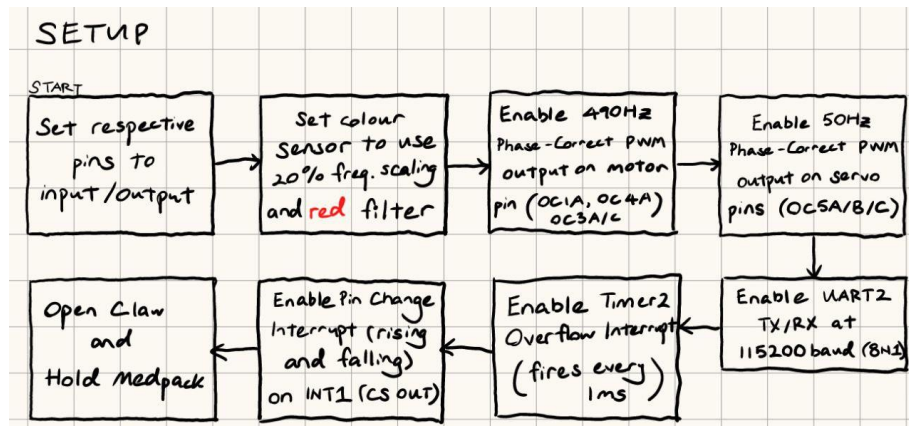 SETUP
START
Set respective
pins to
input/output
Set colour
sensor to use
20% freq. scaling
and red filter
Enable 490Hz
Phase-Correct PWM
output on motor
pin (OC1A, OC4A)
OC3A/C
Enable 50Hz
Phase-Correct PWM
output on servo
pins (OC5A/B/C)
Enable UART2
TX/RX at
115200 baud (8N1)
Enable Timer2
Overflow Interrupt
(fires every
1ms)
Enable Pin Change
Interrupt (rising
and falling)
on INT1 (CS OUT)
Open Claw
and
Hold Medpack